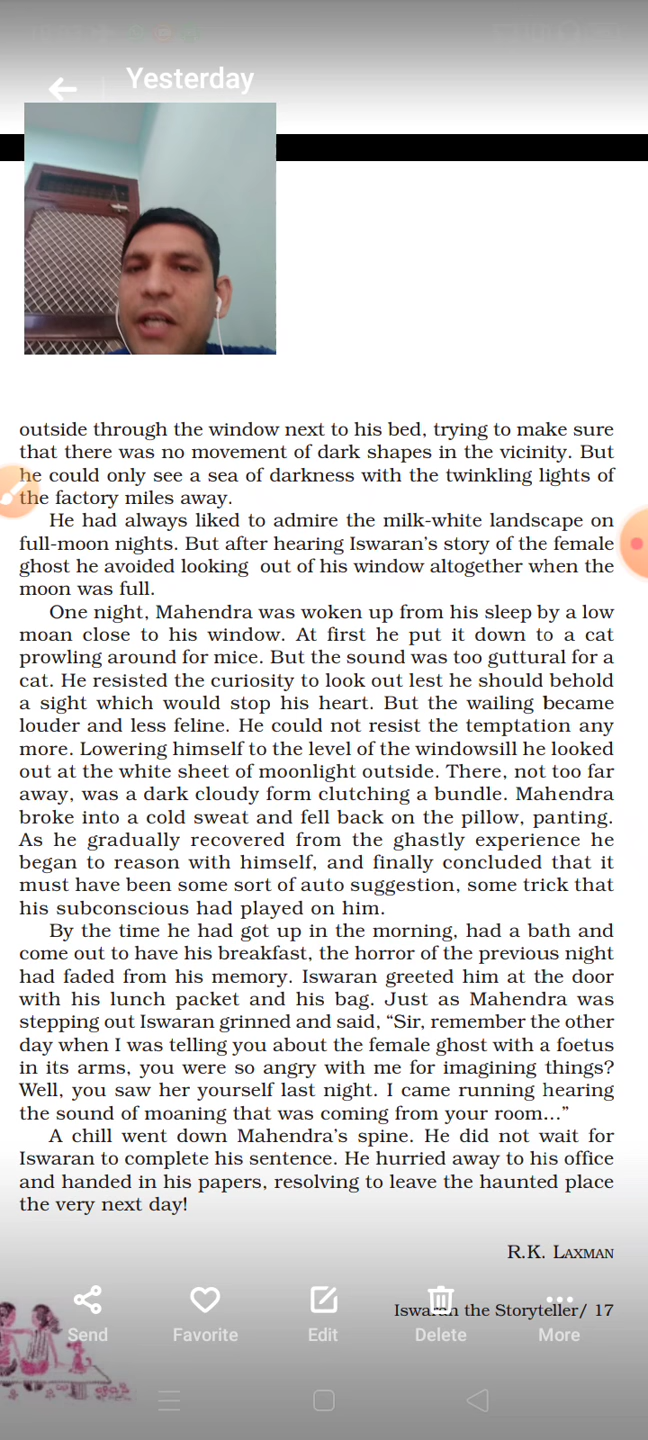 Yesterday
outside through the window next to his bed, trying to make sure
that there was no movement of dark shapes in the vicinity. But
he could only see a sea of darkness with the twinkling lights of
the factory miles away.
He had always liked to admire the milk-white landscape on
full-moon nights. But after hearing Iswaran's story of the female
ghost he avoided looking out of his window altogether when the
moon was full.
One night, Mahendra was woken up from his sleep by a low
moan close to his window. At first he put it down to a cat
prowling around for mice. But the sound was too guttural for a
cat. He resisted the curiosity to look out lest he should behold
a sight which would stop his heart. But the wailing became
louder and less feline. He could not resist the temptation any
more. Lowering himself to the level of the windowsill he looked
out at the white sheet of moonlight outside. There, not too far
away, was a dark cloudy form clutching a bundle. Mahendra
broke into a cold sweat and fell back on the pillow, panting.
As he gradually recovered from the ghastly experience he
began to reason with himself, and finally concluded that it
must have been some sort of auto suggestion, some trick that
his subconscious had played on him.
By the time he had got up in the morning, had a bath and
come out to have his breakfast, the horror of the previous night
had faded from his memory. Iswaran greeted him at the door
with his lunch packet and his bag. Just as Mahendra was
stepping out Iswaran grinned and said, “Sir, remember the other
day when I was telling you about the female ghost with a foetus
in its arms, you were so angry with me for imagining things?
Well, you saw her yourself last night. I came running hearing
the sound of moaning that was coming from your room...”
A chill went down Mahendra's spine. He did not wait for
Iswaran to complete his sentence. He hurried away to his office
and handed in his papers, resolving to leave the haunted place
the very next day!
R.K. LAXMAN
Iswaran the Storyteller/ 17
Send Favorite Edit Delete More